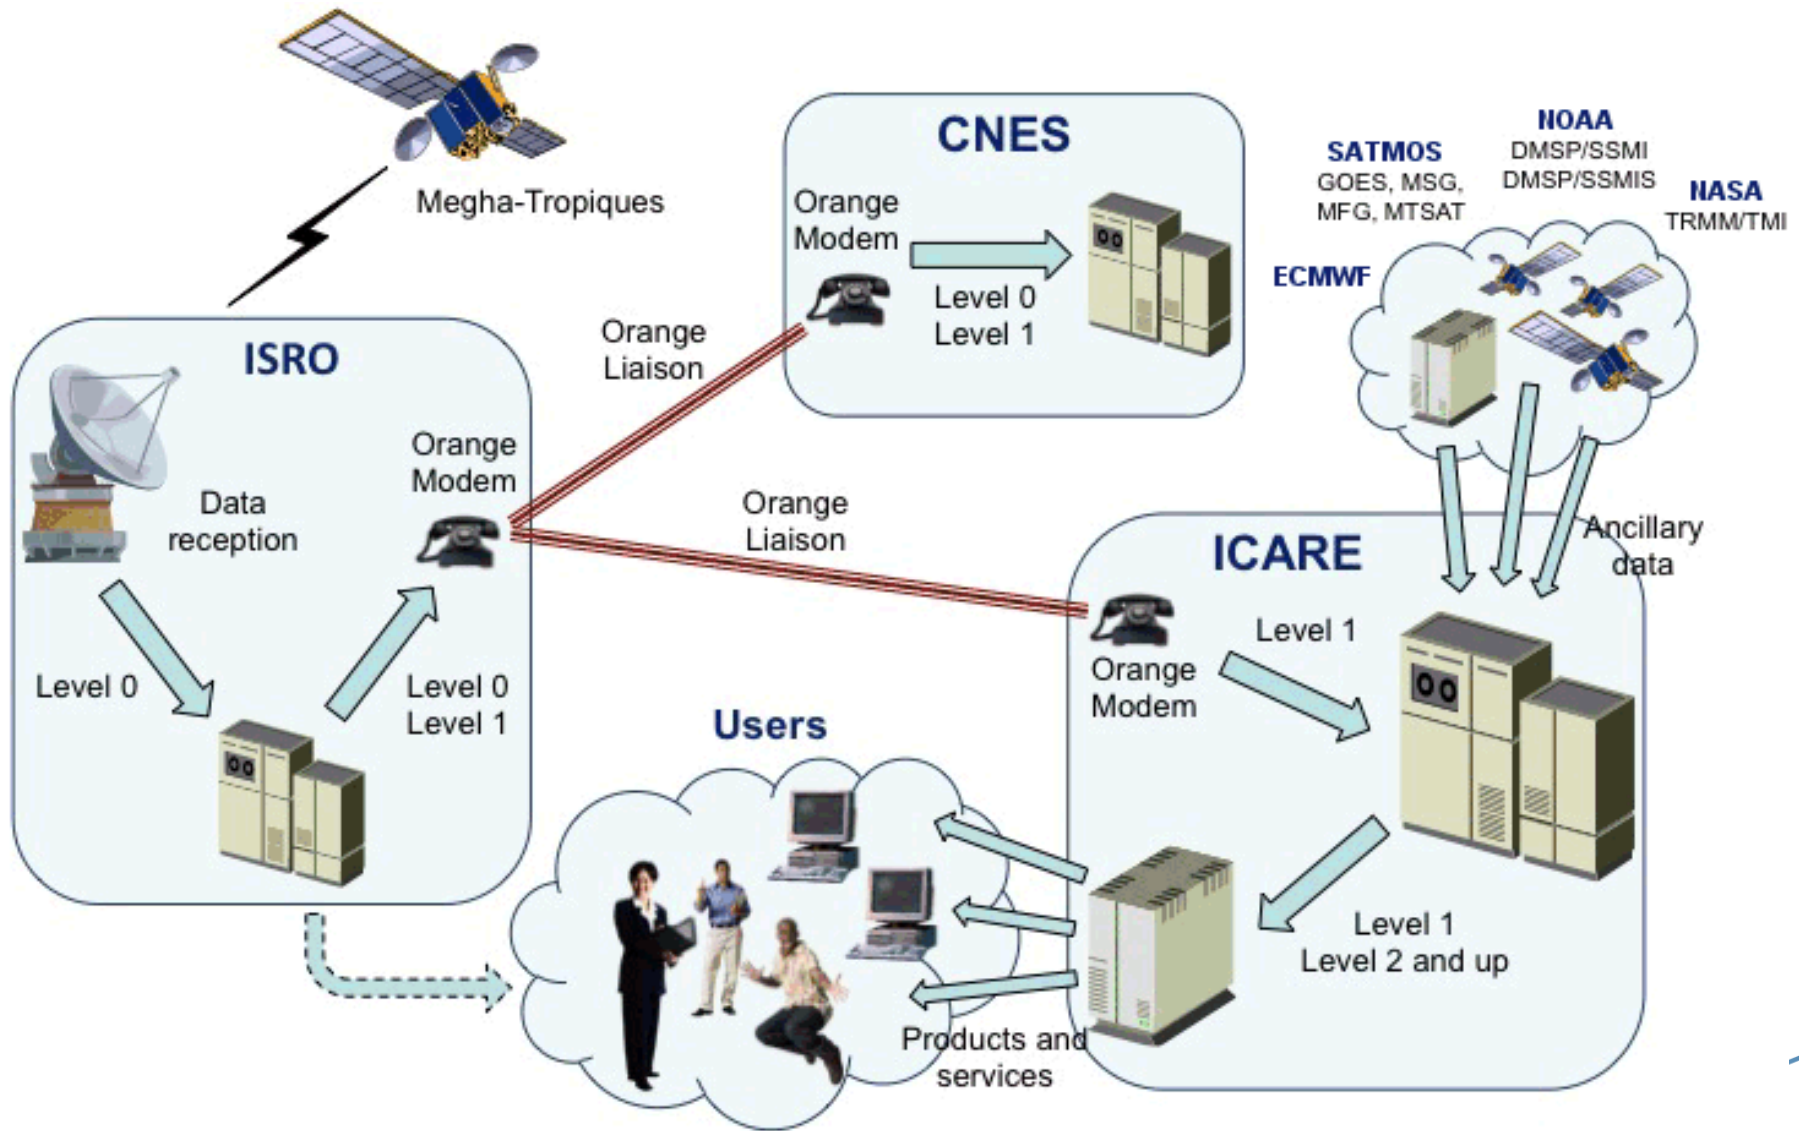 Megha-Tropiques
CNES
Orange
Modem
Level 0
Level 1
SATMOS
GOES, MSG,
MFG, MTSAT
NOAA
DMSP/SSMI
DMSP/SSMIS
NASA
TRMM/TMI
ECMWF
ISRO
Data
reception
Orange
Modem
Level 0
Level 0
Level 1
Orange
Liaison
Orange
Liaison
ICARE
Ancillary
data
Orange
Modem
Level 1
Level 1
Level 2 and up
Users
Products and
services